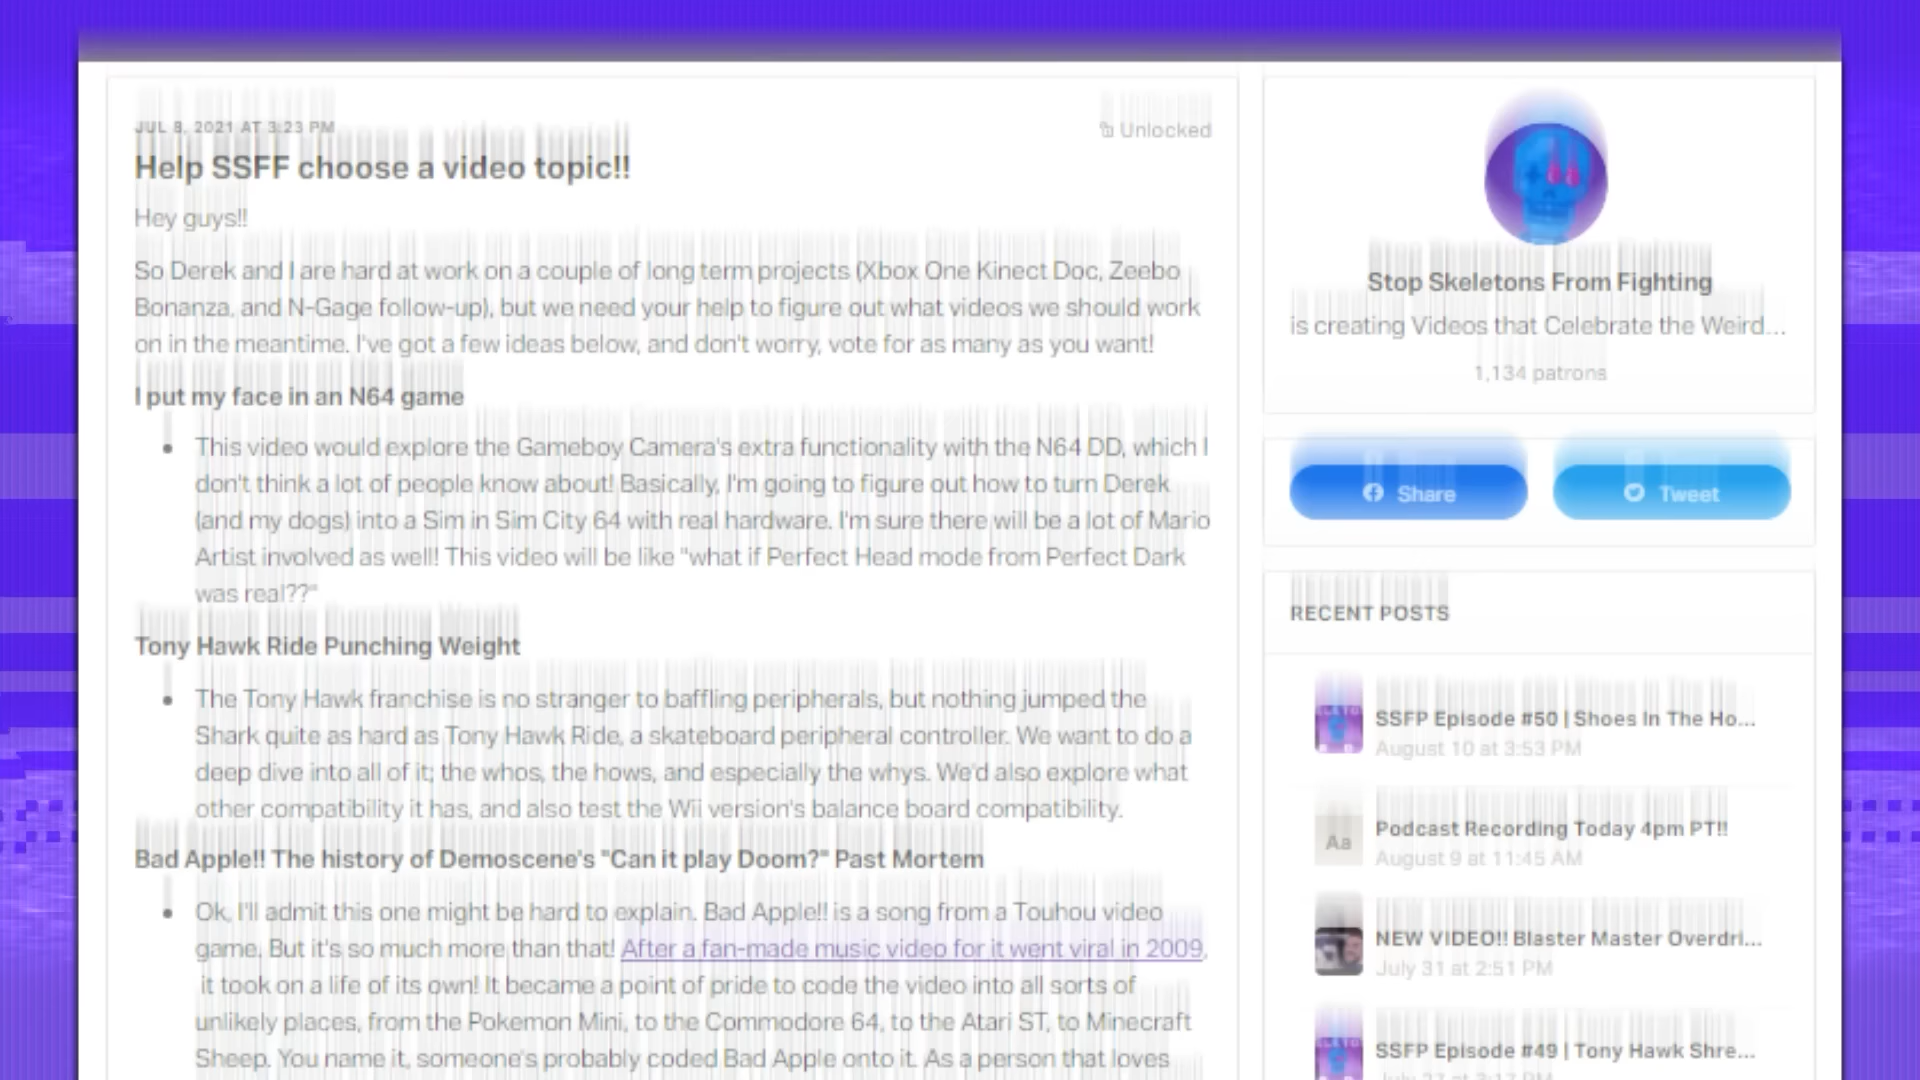 JUL 8, 2021 AT 3:23 PM
Unlocked
Help SSFF choose a video topic!!
Hey guys!!
So Derek and I are hard at work on a couple of long term projects (Xbox One Kinect Doc, Zeebo
Bonanza, and N-Gage follow-up), but we need your help to figure out what videos we should work
on in the meantime. I've got a few ideas below, and don't worry, vote for as many as you want!
I put my face in an N64 game
• This video would explore the Gameboy Camera's extra functionality with the N64 DD, which I
don't think a lot of people know about! Basically, I'm going to figure out how to turn Derek
(and my dogs) into a Sim in Sim City 64 with real hardware. I'm sure there will be a lot of Mario
Artist involved as well! This video will be like "what if Perfect Head mode from Perfect Dark
was real??"
Tony Hawk Ride Punching Weight
• The Tony Hawk franchise is no stranger to baffling peripherals, but nothing jumped the
Shark quite as hard as Tony Hawk Ride, a skateboard peripheral controller. We want to do a
deep dive into all of it; the whos, the hows, and especially the whys. We'd also explore what
other compatibility it has, and also test the Wii version's balance board compatibility.
Bad Apple!! The history of Demoscene's "Can it play Doom?" Past Mortem
• Ok, I'll admit this one might be hard to explain. Bad Apple!! is a song from a Touhou video
game. But it's so much more than that! After a fan-made music video for it went viral in 2009,
it took on a life of its own! It became a point of pride to code the video into all sorts of
unlikely places, from the Pokemon Mini, to the Commodore 64, to the Atari ST, to Minecraft
Sheep. You name it, someone's probably coded Bad Apple onto it. As a person that loves
Stop Skeletons From Fighting
is creating Videos that Celebrate the Weird...
1,134 patrons
Share
Tweet
RECENT POSTS
SSFP Episode #50 | Shoes In The Ho...
August 10 at 3:53 PM
Aa
Podcast Recording Today 4pm PT!!
August 9 at 11:45 AM
NEW VIDEO!! Blaster Master Overdri...
July 31 at 2:51 PM
SSFP Episode #49 | Tony Hawk Shre...
July 27 at 3:17 PM